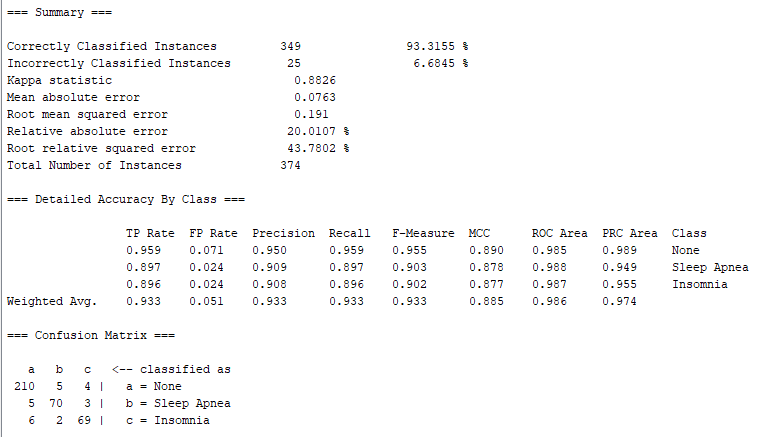 === Summary ===
Correctly Classified Instances 349 93.3155 %
Incorrectly Classified Instances 25 6.6845 %
Kappa statistic 0.8826
Mean absolute error 0.0763
Root mean squared error 0.191
Relative absolute error 20.0107 %
Root relative squared error 43.7802 %
Total Number of Instances 374
=== Detailed Accuracy By Class ===
TP Rate FP Rate Precision Recall F-Measure MCC ROC Area PRC Area Class
0.959 0.071 0.950 0.959 0.955 0.890 0.985 0.989 None
0.897 0.024 0.909 0.897 0.903 0.878 0.988 0.949 Sleep Apnea
0.896 0.024 0.908 0.896 0.902 0.877 0.987 0.955 Insomnia
Weighted Avg. 0.933 0.051 0.933 0.933 0.933 0.885 0.986 0.974
=== Confusion Matrix ===
a b c <-- classified as
210 5 4 | a = None
5 70 3 | b = Sleep Apnea
6 2 69 | c = Insomnia